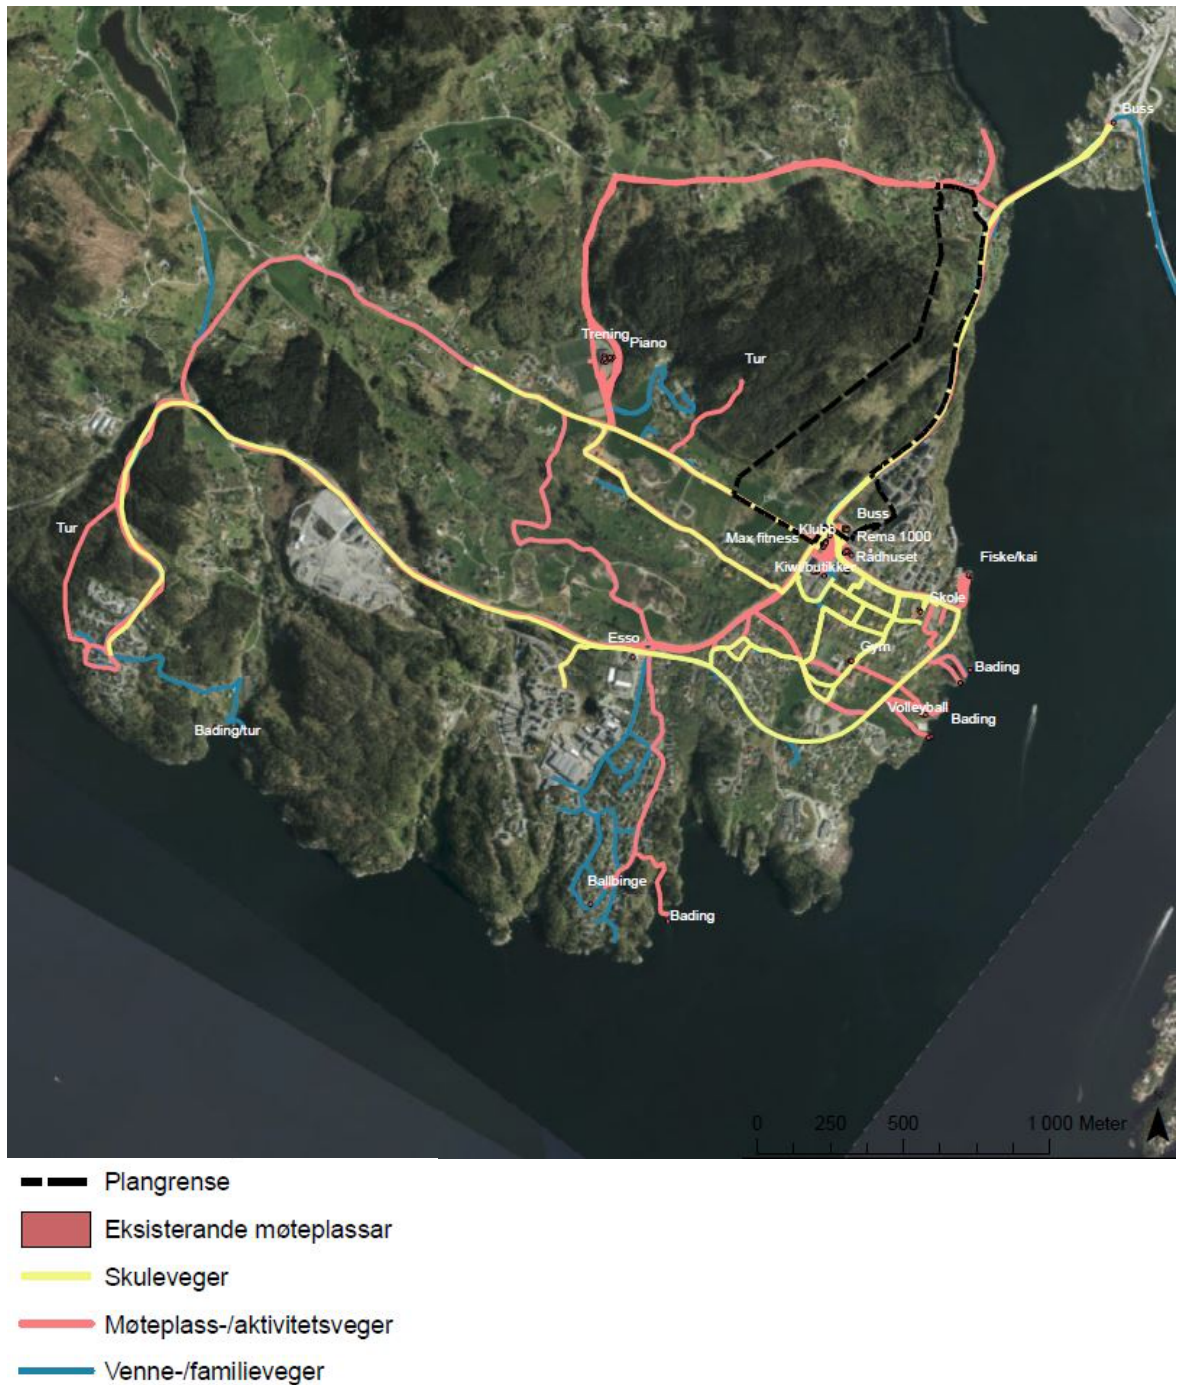 Buss
Trening
Piano
Tur
Buss
Klubb
Max fitness
Rema 1000
Rådhuset
Kiwi/butikker
Fiske/kai
Skole
Tur
Esso
Gym
Bading
Volleyball
Bading
Bading/tur
Ballbinge
Bading
0 250 500 1 000 Meter
Plangrense
Eksisterande møteplassar
Skuleveger
Møteplass-/aktivitetsveger
Venne-/familieveger